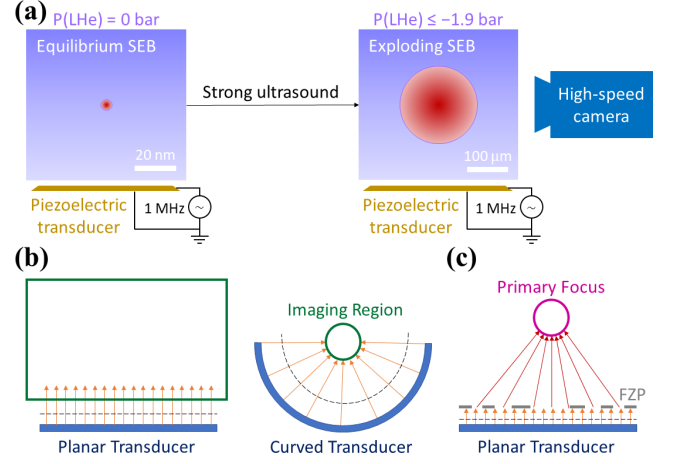 (a)
P(LHe) = 0 bar
P(LHe) ≤ −1.9 bar
Equilibrium SEB
Exploding SEB
Strong ultrasound
High-speed
camera
20 nm
100 µm
Piezoelectric
transducer
1 MHz
~
Piezoelectric
transducer
1 MHz
~
(b)
(c)
Imaging Region
Primary Focus
FZP
Planar Transducer
Curved Transducer
Planar Transducer